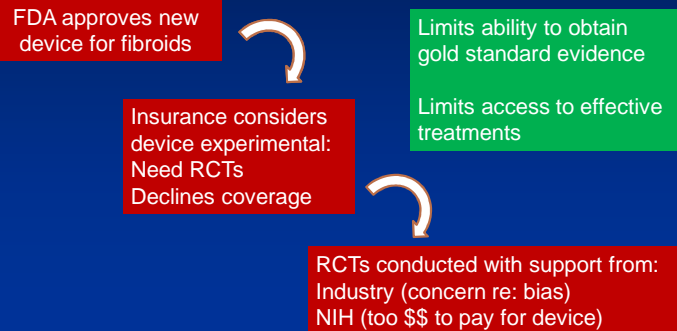 FDA approves new
device for fibroids
Limits ability to obtain
gold standard evidence
Limits access to effective
treatments
Insurance considers
device experimental:
Need RCTs
Declines coverage
RCTs conducted with support from:
Industry (concern re: bias)
NIH (too $$ to pay for device)